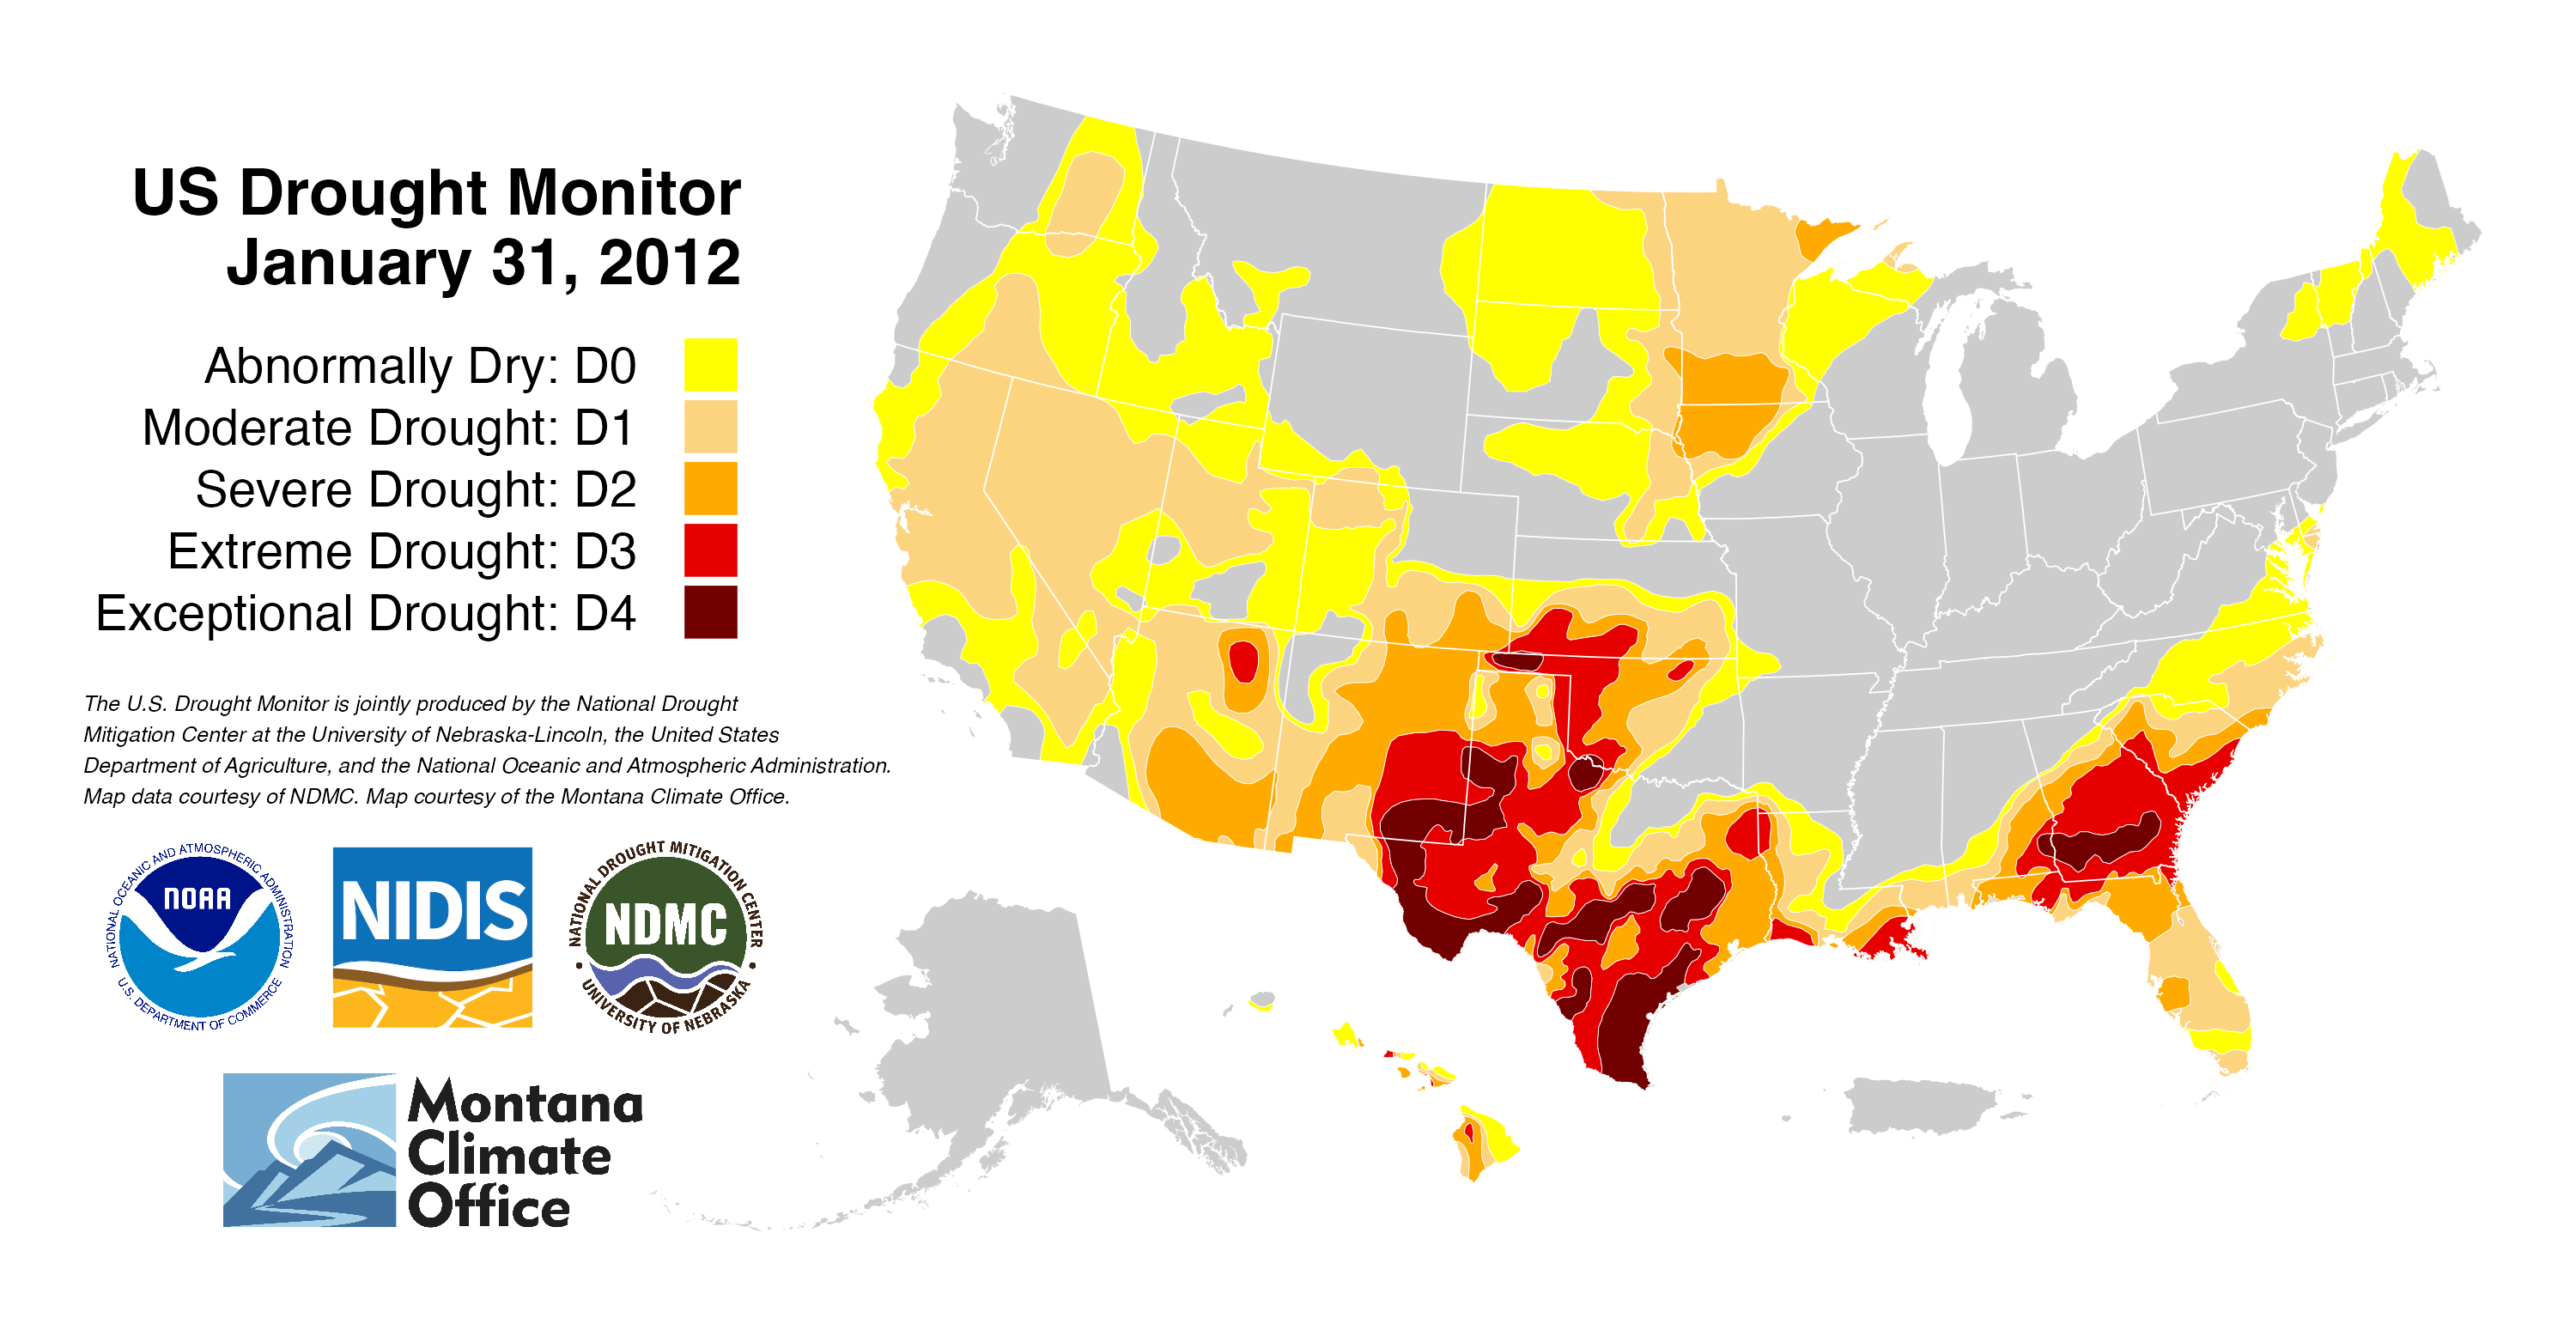 US Drought Monitor
January 31, 2012
Abnormally Dry: D0
Moderate Drought: D1
Severe Drought: D2
Extreme Drought: D3
Exceptional Drought: D4
The U.S. Drought Monitor is jointly produced by the National Drought
Mitigation Center at the University of Nebraska-Lincoln, the United States
Department of Agriculture, and the National Oceanic and Atmospheric Administration.
Map data courtesy of NDMC. Map courtesy of the Montana Climate Office.
NATIONAL OCEANIC AND ATMOSPHERIC ADMINISTRATION
NOAA
U.S. DEPARTMENT OF COMMERCE
NIDIS
NATIONAL DROUGHT MITIGATION CENTER
NDMC
UNIVERSITY OF NEBRASKA
Montana
Climate
Office